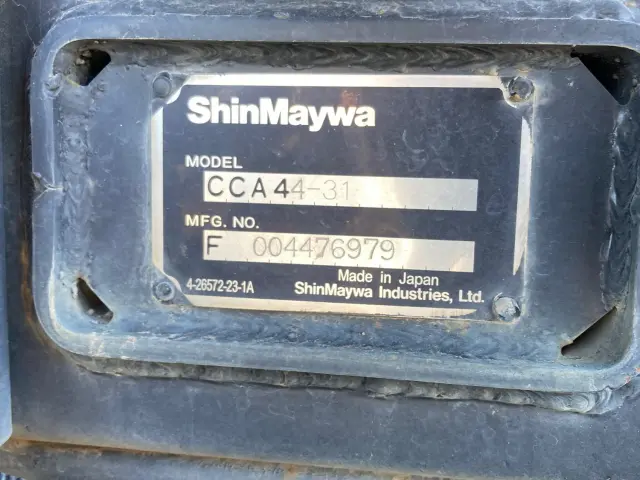 ShinMaywa
MODEL
CCA44-31
MFG. NO.
F 004476979
4-26572-23-1A
Made in Japan
ShinMaywa Industries, Ltd.